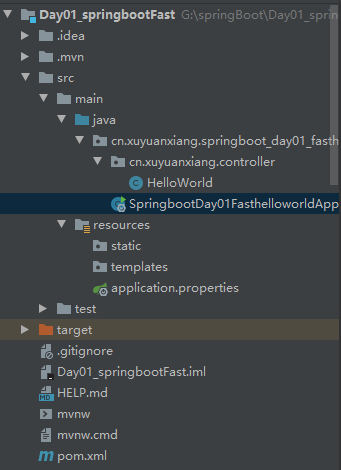 Day01_springbootFast G:\springBoot\Day01_sprin
.idea
.mvn
src
main
java
cn.xuyuanxiang.springboot_day01_fasth
cn.xuyuanxiang.controller
HelloWorld
SpringbootDay01FasthelloworldApp
resources
static
templates
application.properties
test
target
.gitignore
Day01_springbootFast.iml
HELP.md
mvnw
mvnw.cmd
pom.xml